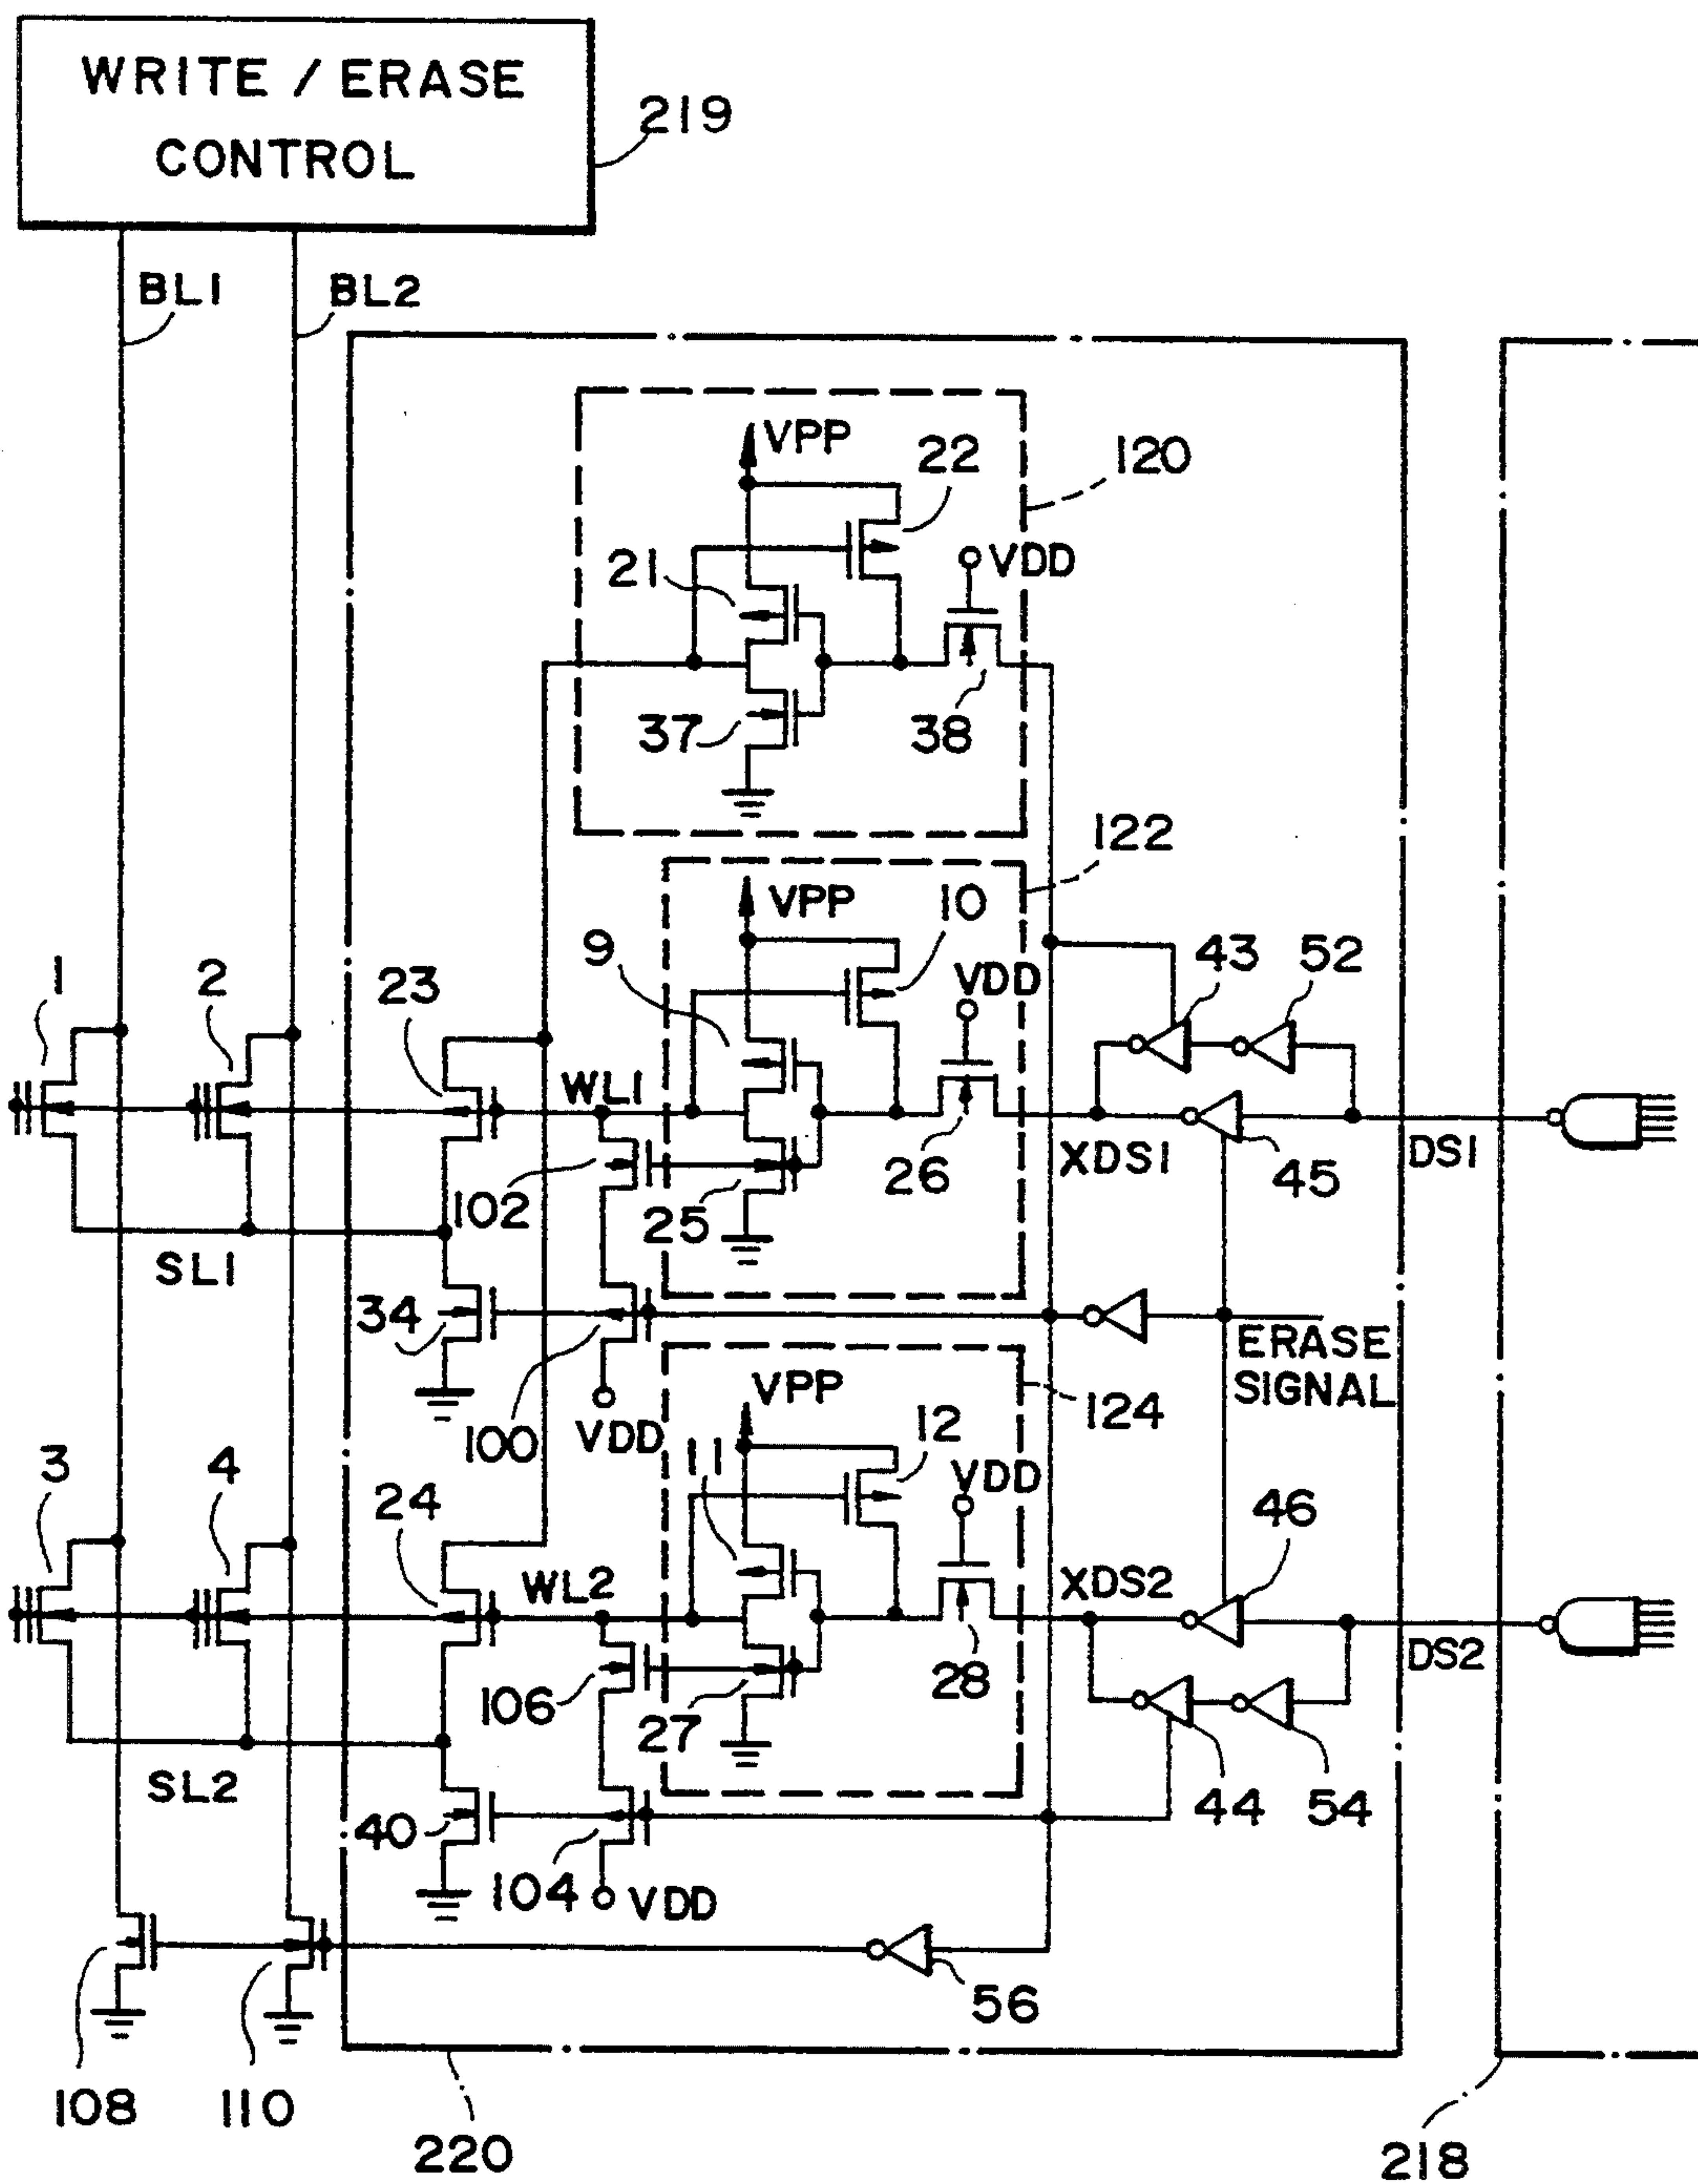 WRITE / ERASE
CONTROL
219
BL1
BL2
VPP
22
120
21
VDD
37
38
122
VPP
10
9
VDD
43
52
1
2
23
WL1
102
25
26
XDS1
45
DS1
SL1
34
100
VDD
ERASE
SIGNAL
VPP
124
3
4
24
11
12
VDD
WL2
XDS2
46
DS2
106
27
28
SL2
40
104
VDD
44
54
56
108
110
220
218